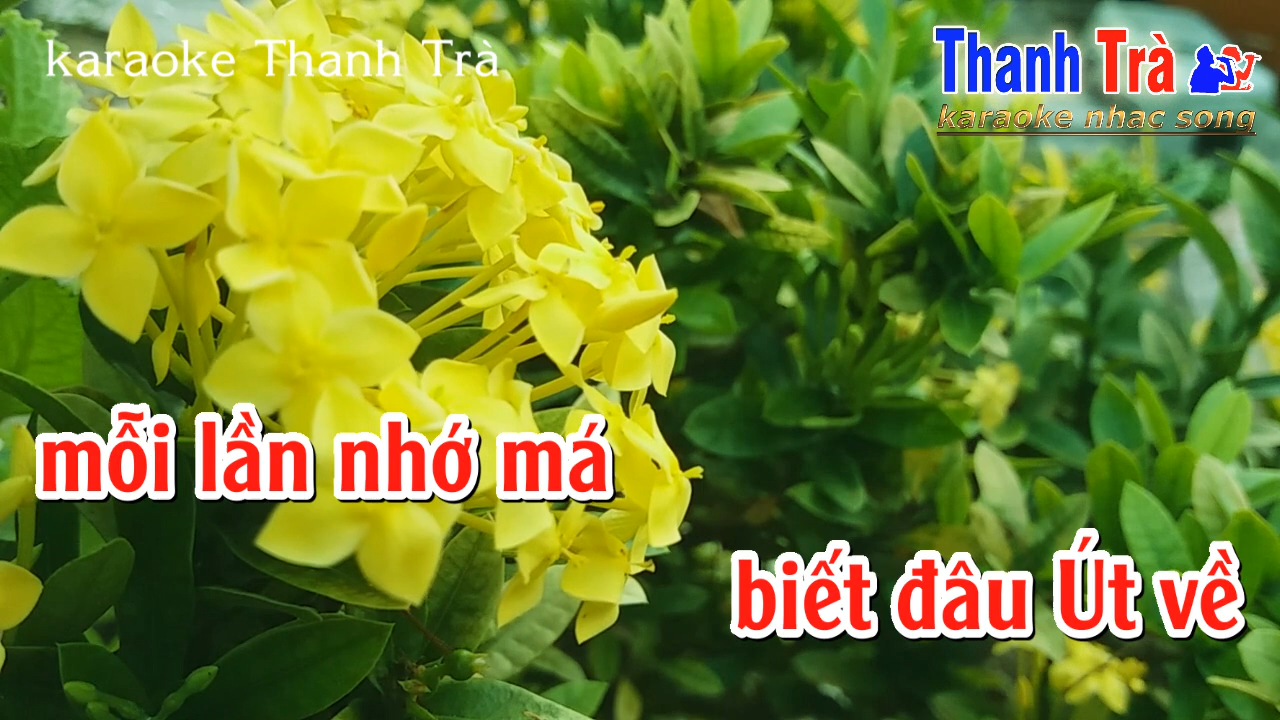 karaoke Thanh Trà
Thanh Trà
karaoke nhac song
mỗi lần nhớ má
biết đâu Út về